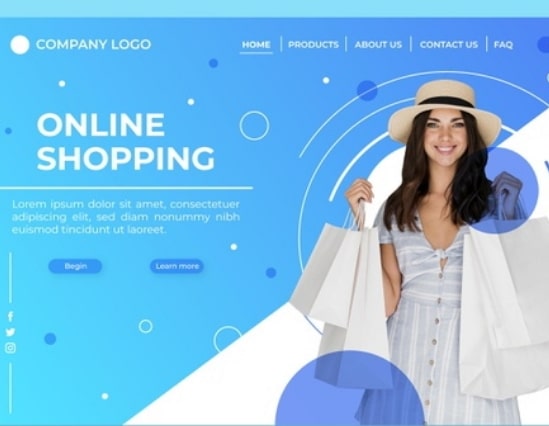 COMPANY LOGO
HOME
PRODUCTS
ABOUT US
CONTACT US
FAQ
ONLINE
SHOPPING
Lorem ipsum dolor sit amet, consectetuer
adipiscing elit, sed diam nonummy nibh
euismod tincidunt ut laoreet.
Begin
Learn more